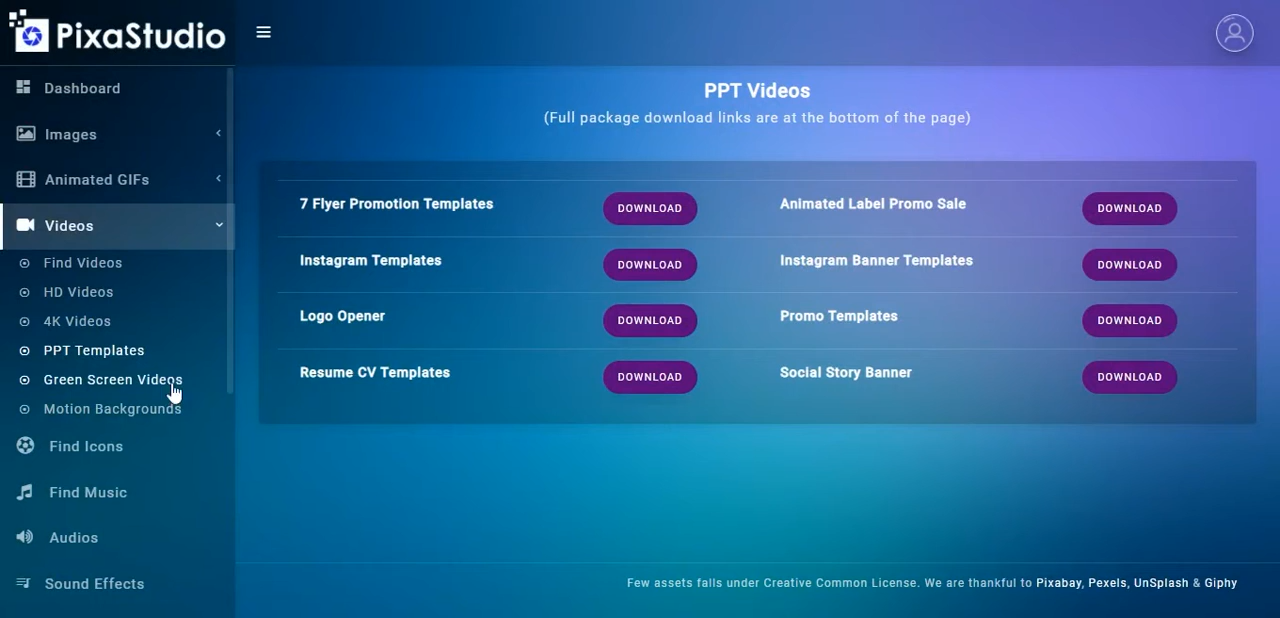 PixaStudio
Dashboard
Images
Animated GIFs
Videos
Find Videos
HD Videos
4K Videos
PPT Templates
Green Screen Videos
Motion Backgrounds
Find Icons
Find Music
Audios
Sound Effects
PPT Videos
(Full package download links are at the bottom of the page)
7 Flyer Promotion Templates DOWNLOAD Animated Label Promo Sale DOWNLOAD
Instagram Templates DOWNLOAD Instagram Banner Templates DOWNLOAD
Logo Opener DOWNLOAD Promo Templates DOWNLOAD
Resume CV Templates DOWNLOAD Social Story Banner DOWNLOAD
Few assets falls under Creative Common License. We are thankful to Pixabay, Pexels, UnSplash & Giphy